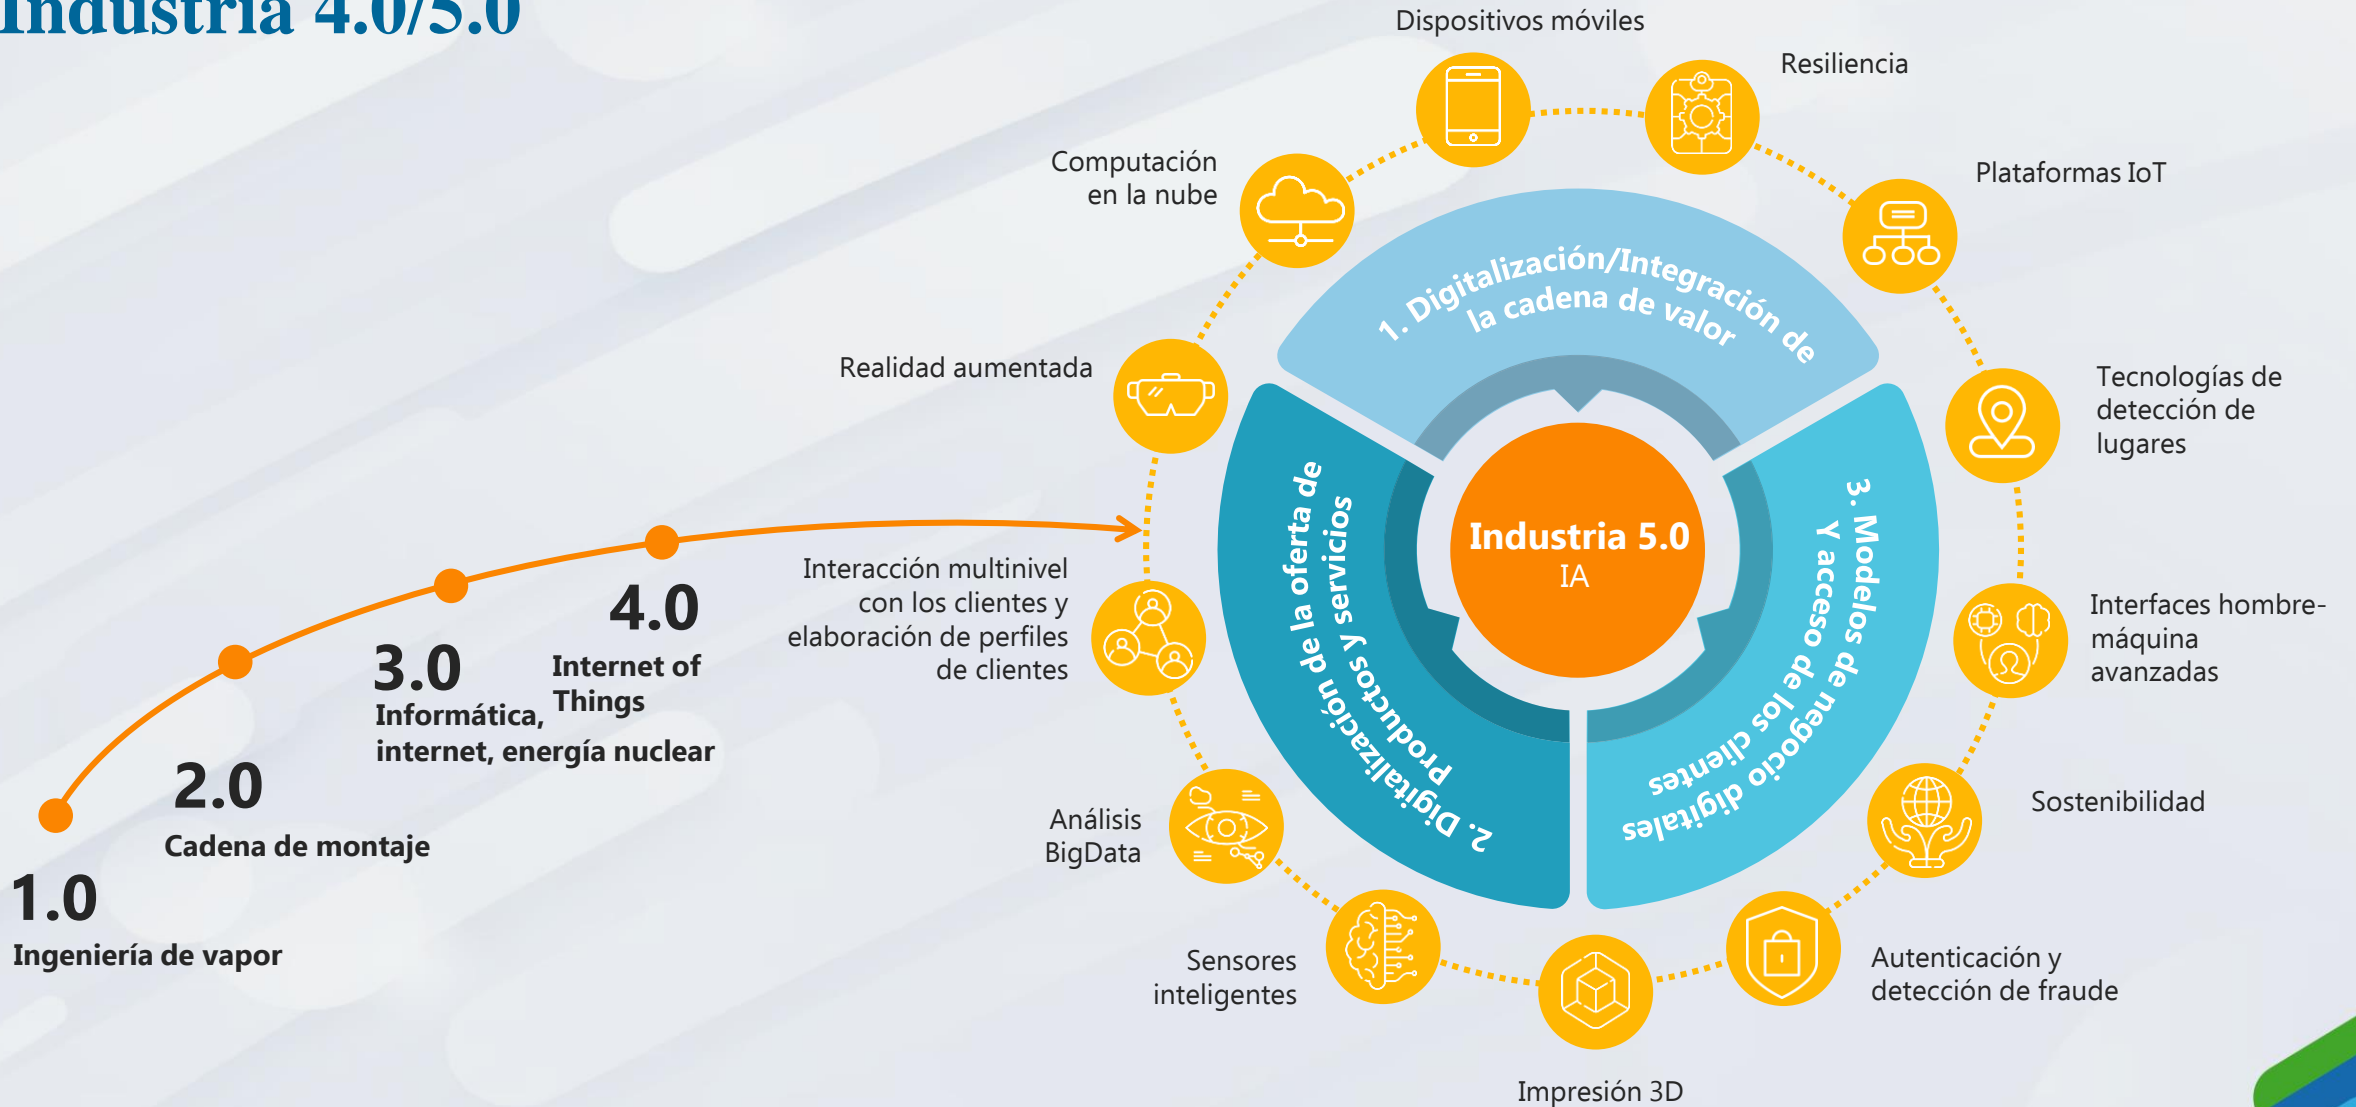 Industria 4.0/5.0
1.0
Ingeniería de vapor
2.0
Cadena de montaje
3.0
Informática,
internet, energía nuclear
4.0
Internet of
Things
Dispositivos móviles
Resiliencia
Plataformas IoT
Tecnologías de
detección de
lugares
Interfaces hombre-
máquina
avanzadas
Sostenibilidad
Autenticación y
detección de fraude
Impresión 3D
Sensores
inteligentes
Análisis
BigData
Interacción multinivel
con los clientes y
elaboración de perfiles
de clientes
Realidad aumentada
Computación
en la nube
1. Digitalización/Integración de
la cadena de valor
2. Digitalización de la oferta de
Productos y servicios
3. Modelos de negocio digitales
Y acceso de los clientes
Industria 5.0
IA